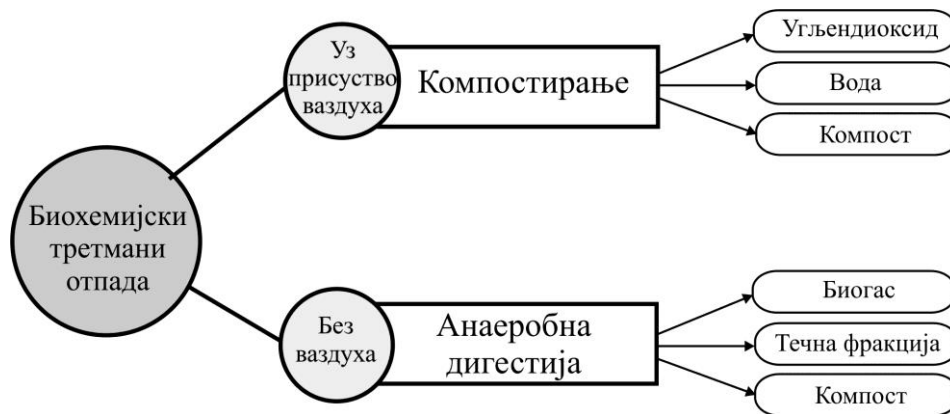 Биохемијски
третмани
отпада
Уз
присуство
ваздуха
Компостирање
Угљендиоксид
Вода
Компост
Без
ваздуха
Анаеробна
дигестија
Биогас
Течна фракција
Компост